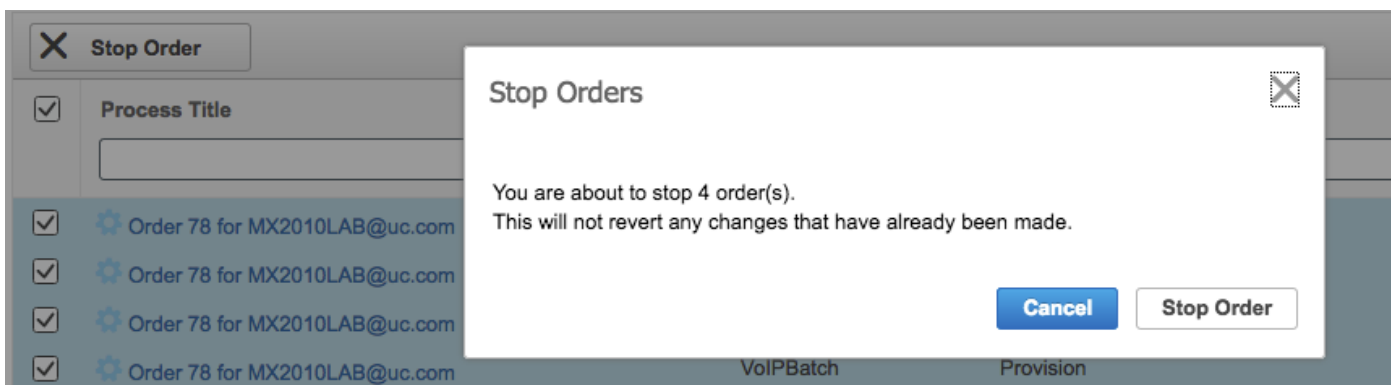 Stop Order
Process Title
Stop Orders
You are about to stop 4 order(s).
This will not revert any changes that have already been made.
Cancel
Stop Order
Order 78 for MX2010LAB@uc.com
Order 78 for MX2010LAB@uc.com
Order 78 for MX2010LAB@uc.com
Order 78 for MX2010LAB@uc.com VoIPBatch Provision